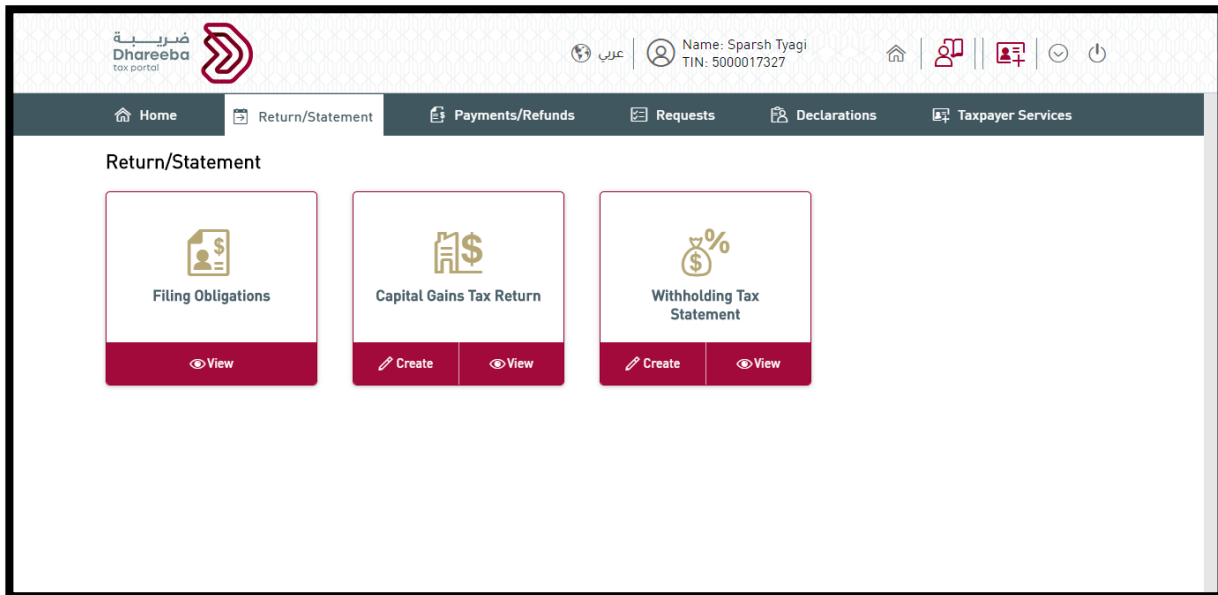 ضريبة
Dhareeba
tax portal
عربي
Name: Sparsh Tyagi
TIN: 5000017327
Home
Return/Statement
Payments/Refunds
Requests
Declarations
Taxpayer Services
Return/Statement
Filing Obligations
View
Capital Gains Tax Return
Create
View
Withholding Tax
Statement
Create
View